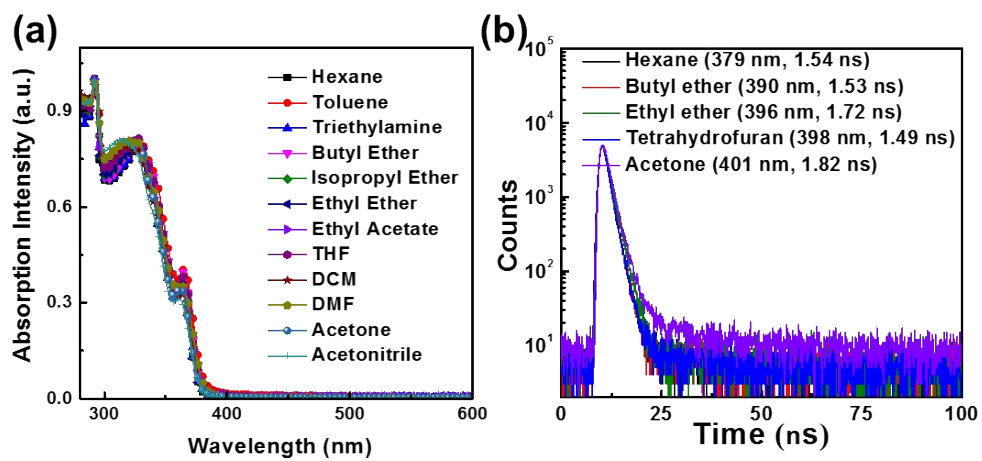 (a)
Absorption Intensity (a.u.)
0.9
0.6
0.3
0.0
300
400
500
600
Wavelength (nm)
Hexane
Toluene
Triethylamine
Butyl Ether
Isopropyl Ether
Ethyl Ether
Ethyl Acetate
THF
DCM
DMF
Acetone
Acetonitrile
(b)
Counts
10^5
10^4
10^3
10^2
10^1
0
25
50
75
100
Time (ns)
Hexane (379 nm, 1.54 ns)
Butyl ether (390 nm, 1.53 ns)
Ethyl ether (396 nm, 1.72 ns)
Tetrahydrofuran (398 nm, 1.49 ns)
Acetone (401 nm, 1.82 ns)